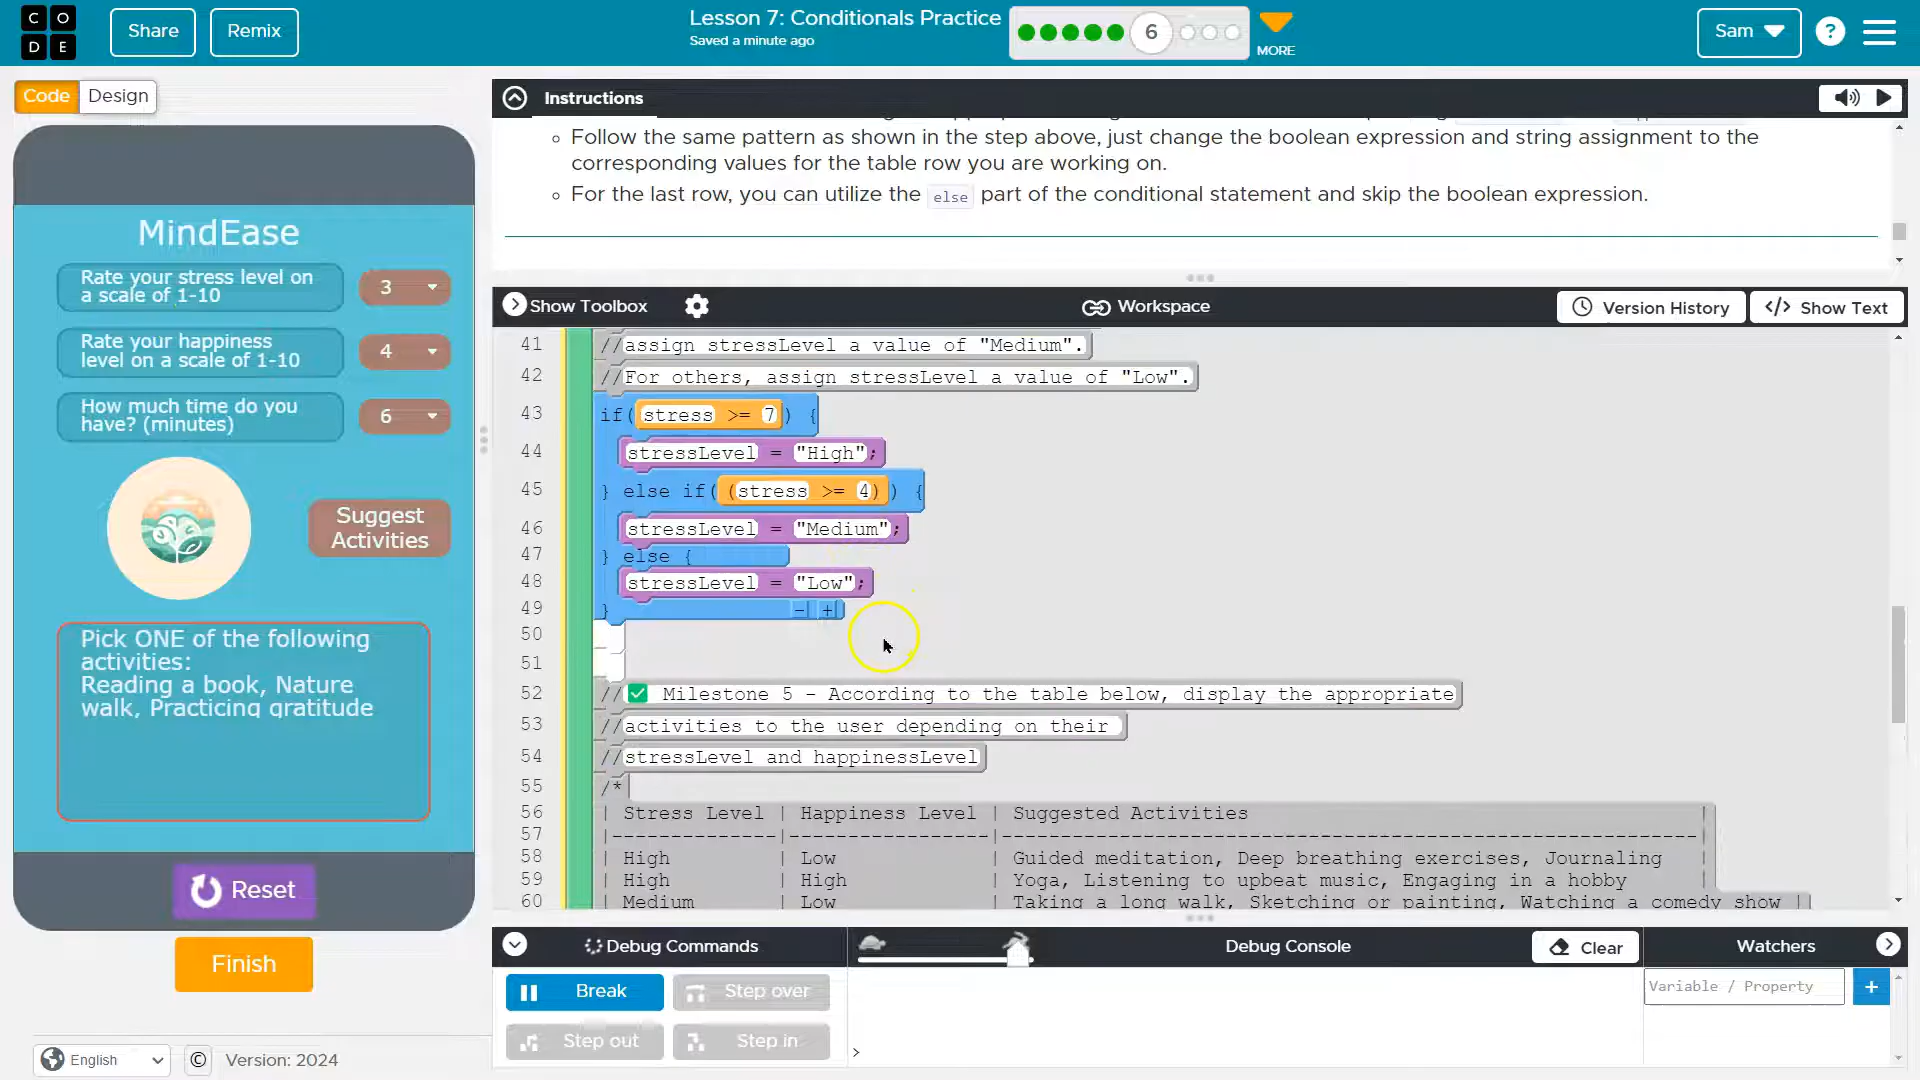 CO
DE
Share
Remix
Lesson 7: Conditionals Practice
Saved a minute ago
6
MORE
Sam
?
Code
Design
Instructions
Follow the same pattern as shown in the step above, just change the boolean expression and string assignment to the
corresponding values for the table row you are working on.
For the last row, you can utilize the else part of the conditional statement and skip the boolean expression.
Show Toolbox
Workspace
Version History
</> Show Text
MindEase
Rate your stress level on
a scale of 1-10
3
Rate your happiness
level on a scale of 1-10
4
How much time do you
have? (minutes)
6
Suggest
Activities
Pick ONE of the following
activities:
Reading a book, Nature
walk, Practicing gratitude
Reset
Finish
English
©
Version: 2024
41 //assign stressLevel a value of "Medium".
42 //For others, assign stressLevel a value of "Low".
43 if( stress >= 7 ) {
44 stressLevel = "High";
45 } else if( (stress >= 4) ) {
46 stressLevel = "Medium";
47 } else {
48 stressLevel = "Low";
49 } - +
50
51
52 //✅ Milestone 5 - According to the table below, display the appropriate
53 //activities to the user depending on their
54 //stressLevel and happinessLevel
55 /*
56 | Stress Level | Happiness Level | Suggested Activities |
57 |--------------|-----------------|----------------------------------------------------------|
58 | High | Low | Guided meditation, Deep breathing exercises, Journaling |
59 | High | High | Yoga, Listening to upbeat music, Engaging in a hobby |
60 | Medium | Low | Taking a long walk, Sketching or painting, Watching a comedy show |
Debug Commands
Debug Console
Clear
Watchers
Break
Step over
Step out
Step in
Variable / Property
+
>